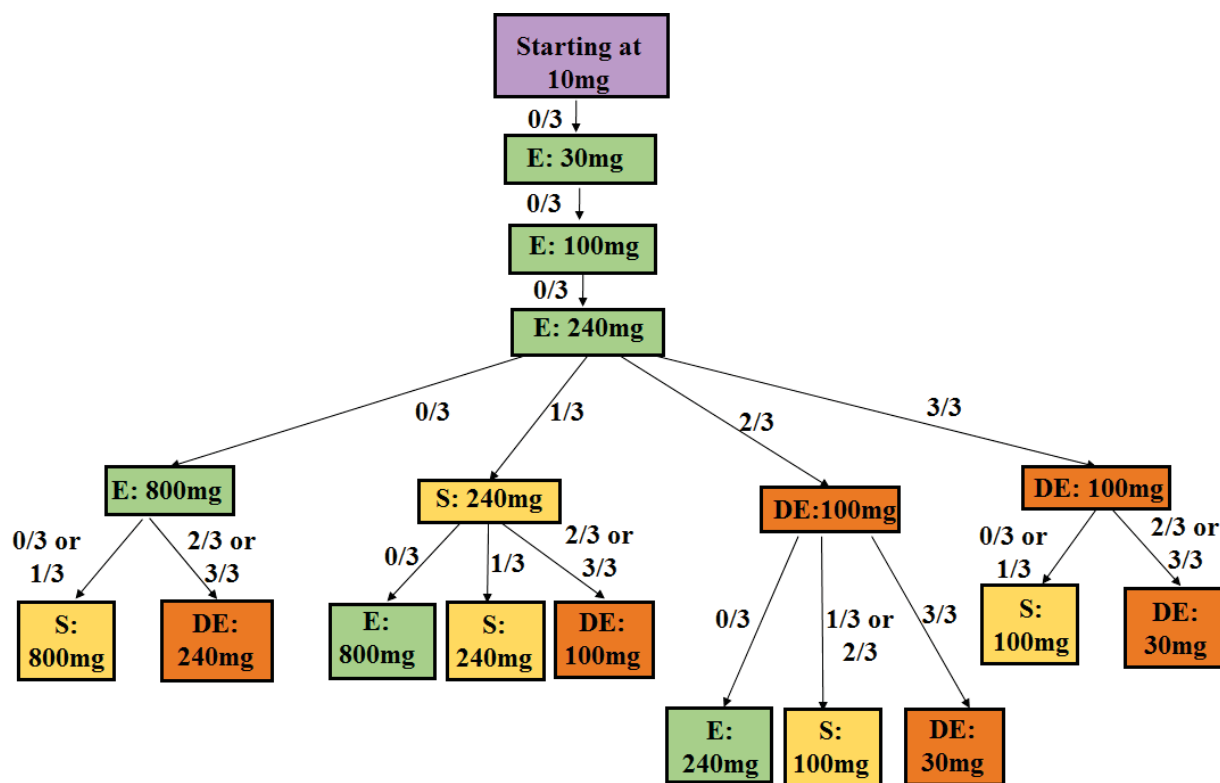 Starting at
10mg
0/3
E: 30mg
0/3
E: 100mg
0/3
E: 240mg
0/3
1/3
2/3
3/3
E: 800mg
S: 240mg
DE:100mg
DE: 100mg
0/3 or
1/3
2/3 or
3/3
0/3
1/3
2/3 or
3/3
0/3
1/3 or
2/3
3/3
0/3 or
1/3
2/3 or
3/3
S:
800mg
DE:
240mg
E:
800mg
S:
240mg
DE:
100mg
S:
100mg
DE:
30mg
E:
240mg
S:
100mg
DE:
30mg